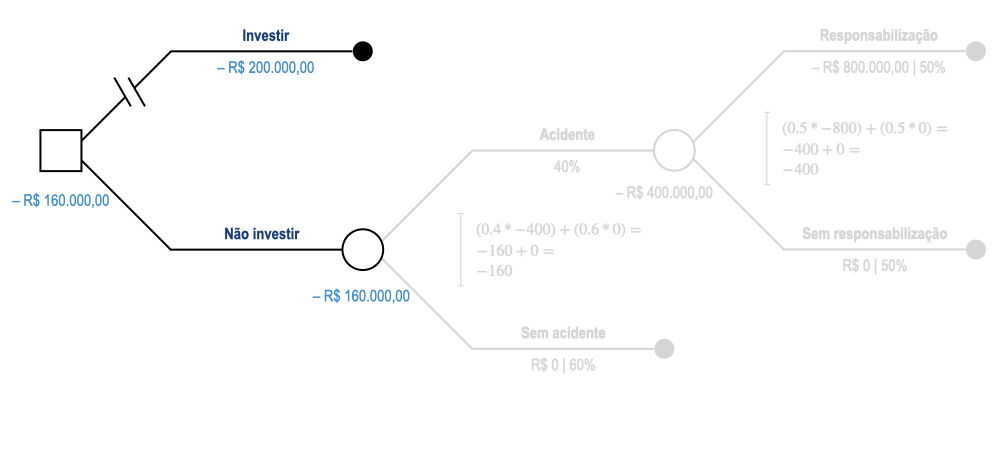 Investir
– R$ 200.000,00
– R$ 160.000,00
Não investir
– R$ 160.000,00
Acidente
40%
– R$ 400.000,00
(0.4 * −400) + (0.6 * 0) =
−160 + 0 =
−160
Sem acidente
R$ 0 | 60%
Responsabilização
– R$ 800.000,00 | 50%
(0.5 * −800) + (0.5 * 0) =
−400 + 0 =
−400
Sem responsabilização
R$ 0 | 50%